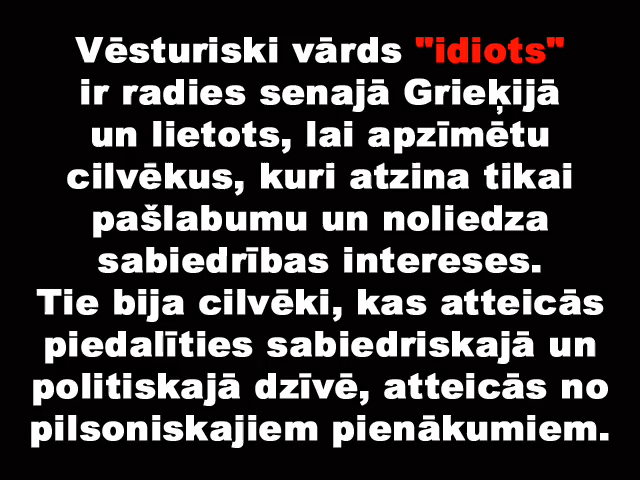 Vēsturiski vārds "idiots"
ir radies senajā Grieķijā
un lietots, lai apzīmētu
cilvēkus, kuri atzina tikai
pašlabumu un noliedza
sabiedrības intereses.
Tie bija cilvēki, kas atteicās
piedalīties sabiedriskajā un
politiskajā dzīvē, atteicās no
pilsoniskajiem pienākumiem.